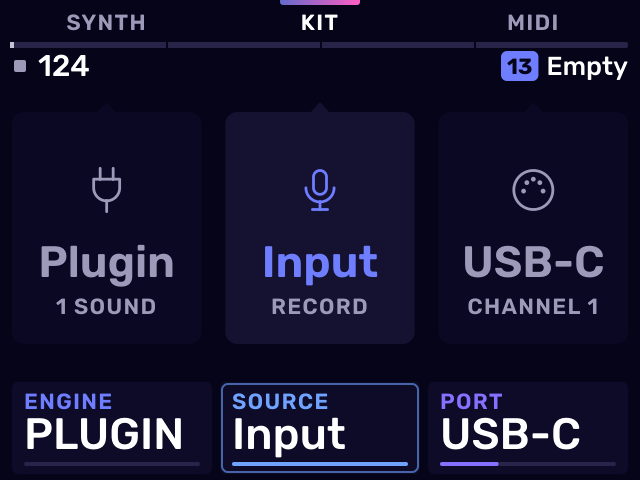 SYNTH KIT MIDI
124 13 Empty
Plugin Input USB-C
1 SOUND RECORD CHANNEL 1
ENGINE SOURCE PORT
PLUGIN Input USB-C